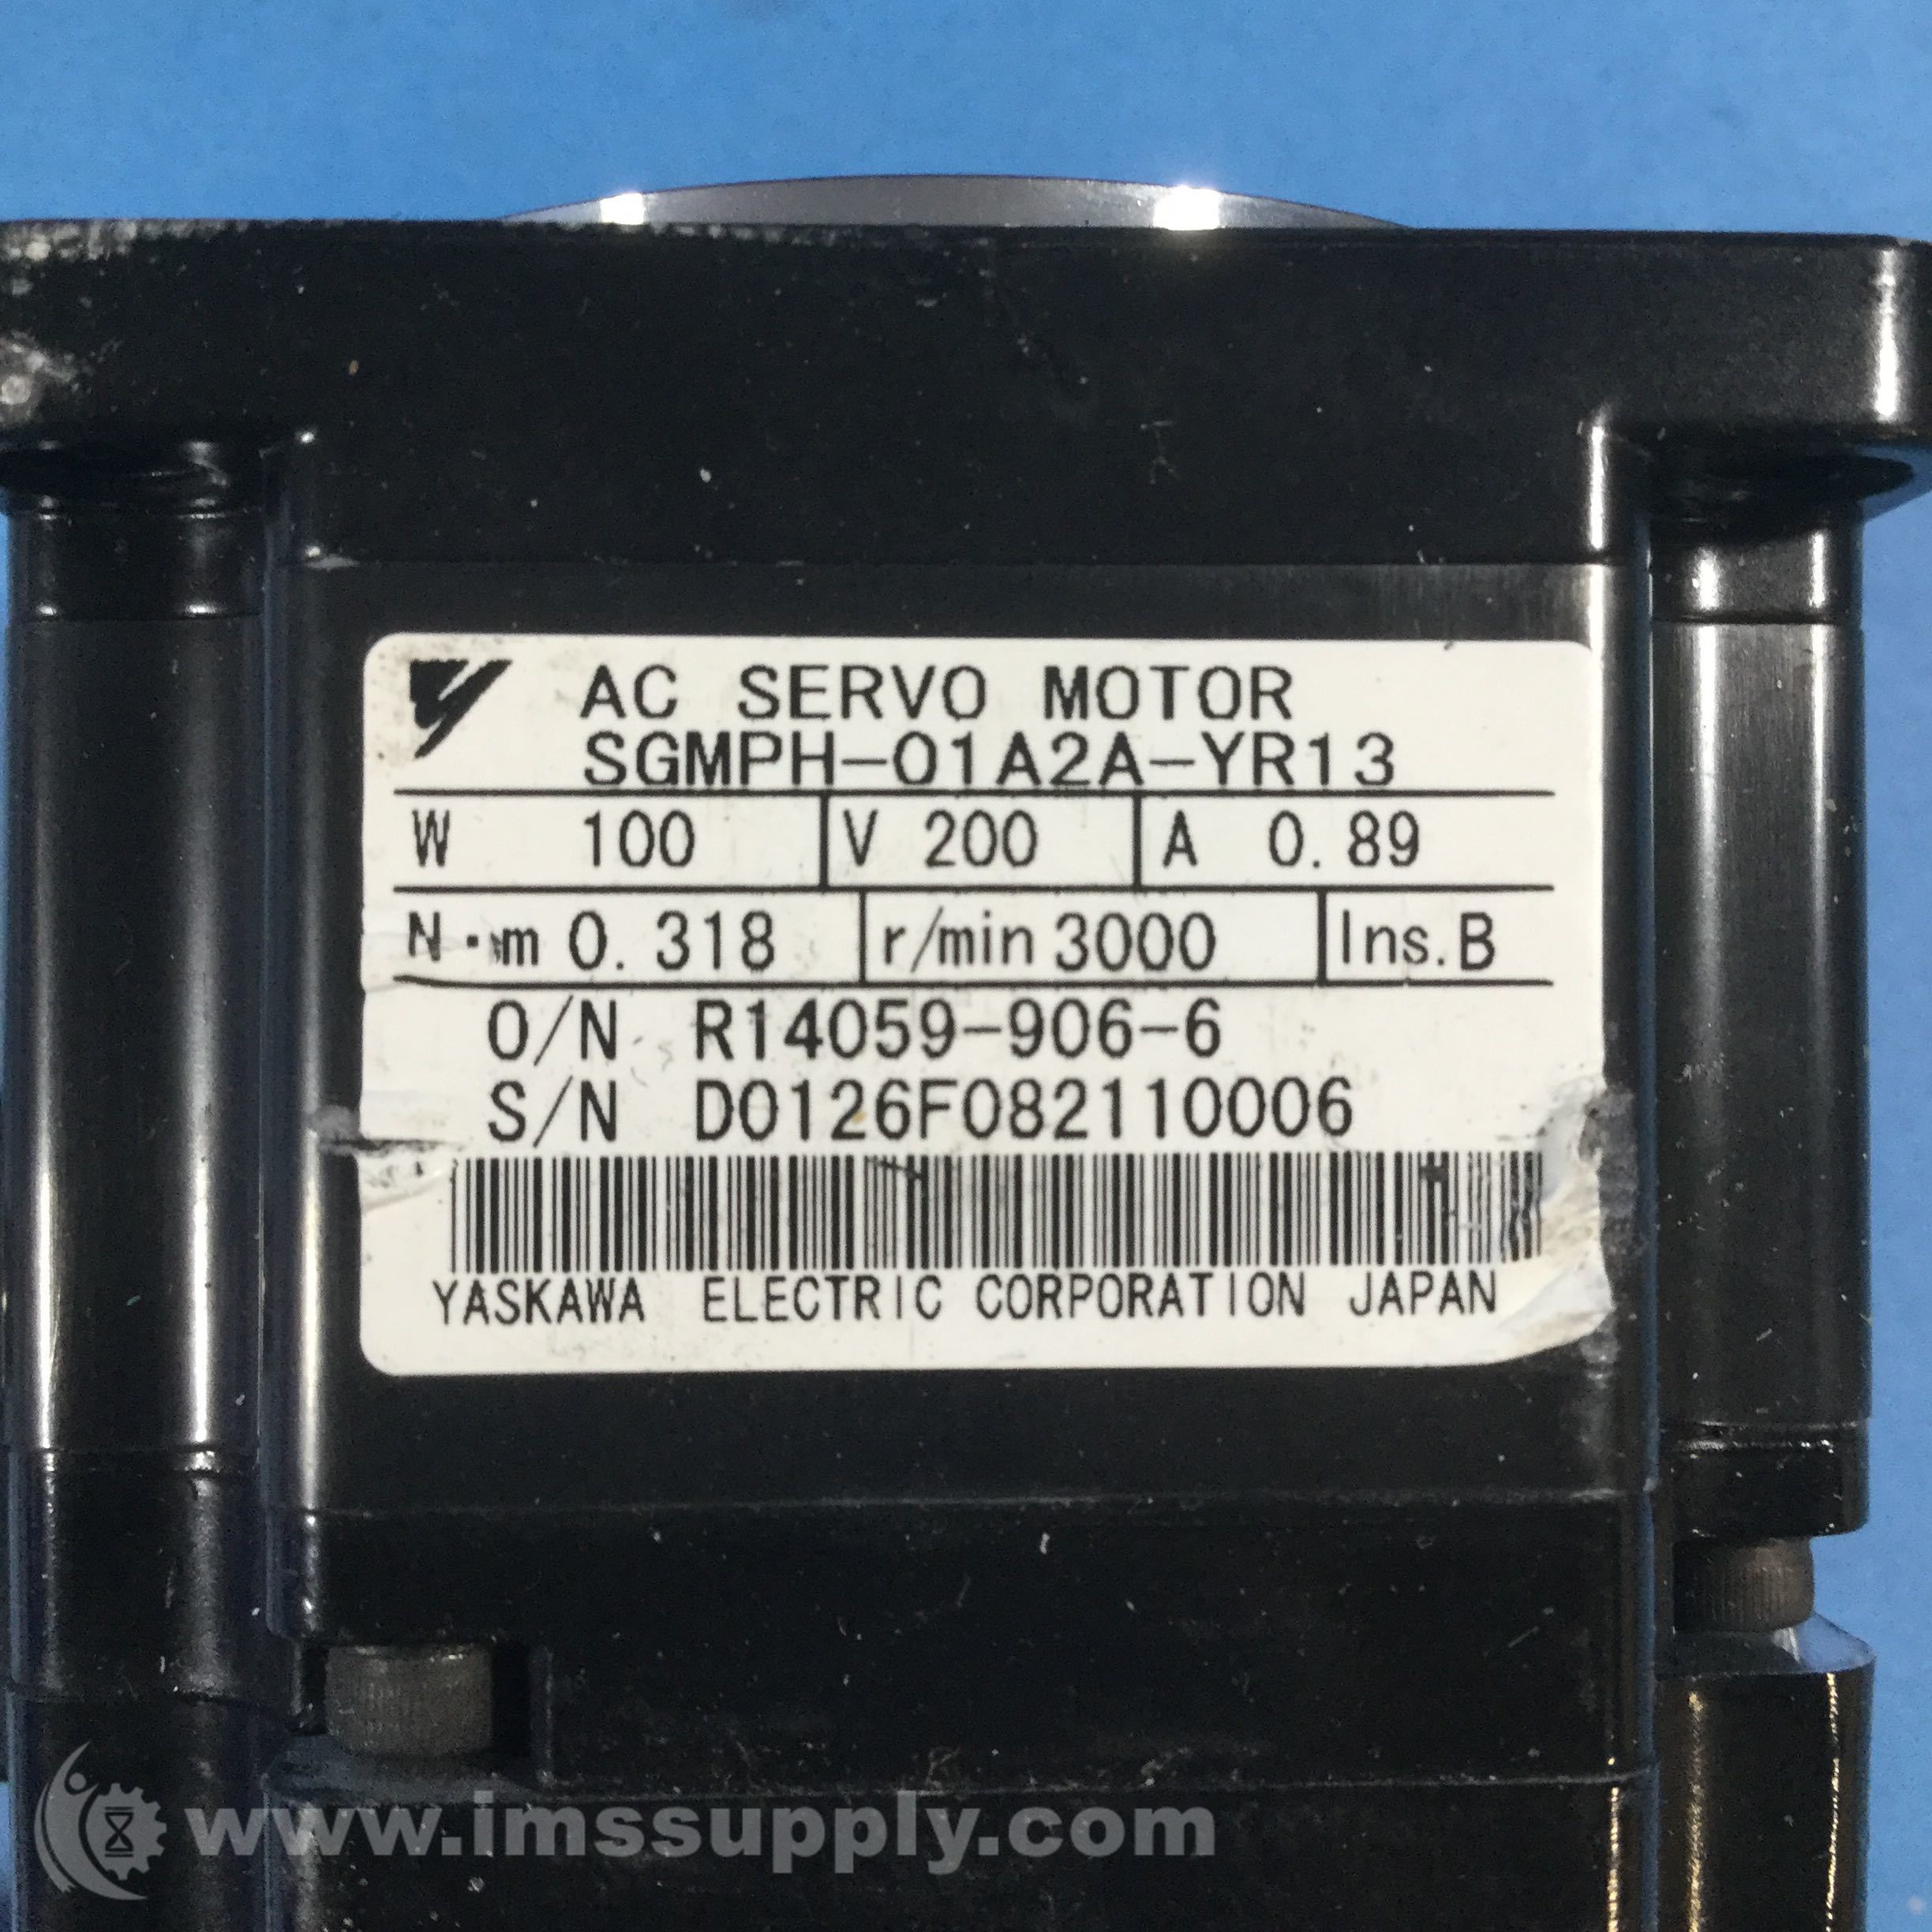 AC SERVO MOTOR
SGMPH-01A2A-YR13
W 100 V 200 A 0.89
N·m 0.318 r/min 3000 Ins.B
O/N R14059-906-6
S/N D0126F082110006
YASKAWA ELECTRIC CORPORATION JAPAN
www.imssupply.com